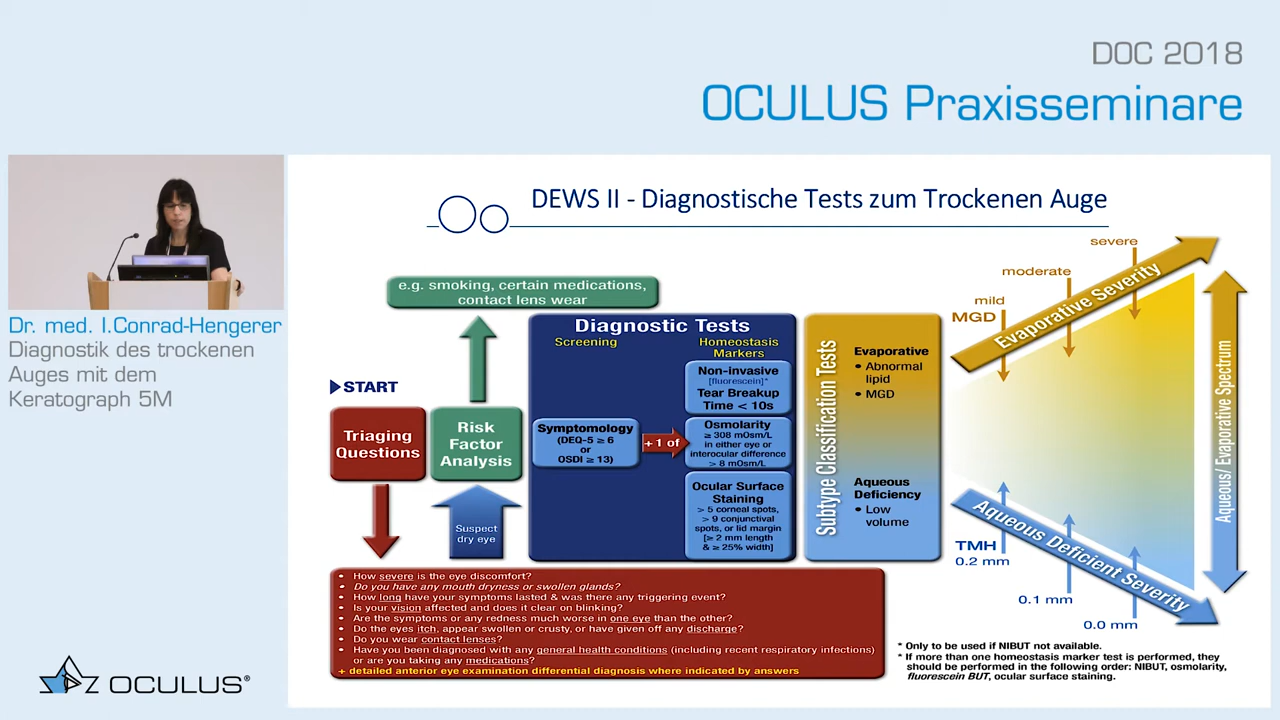 DOC 2018
OCULUS Praxisseminare
Dr. med. I.Conrad-Hengerer
Diagnostik des trockenen
Auges mit dem
Keratograph 5M
OCULUS®
DEWS II - Diagnostische Tests zum Trockenen Auge
e.g. smoking, certain medications,
contact lens wear
START
Triaging
Questions
Risk
Factor
Analysis
Suspect
dry eye
Diagnostic Tests
Screening
Homeostasis
Markers
Symptomology
(DEQ-5 ≥ 6
or
OSDI ≥ 13)
+ 1 of
Non-invasive
[fluorescein]*
Tear Breakup
Time < 10s
Osmolarity
≥ 308 mOsm/L
in either eye or
interocular difference
> 8 mOsm/L
Ocular Surface
Staining
> 5 corneal spots,
> 9 conjunctival
spots, or lid margin
[≥ 2 mm length
& ≥ 25% width]
Subtype Classification Tests
Evaporative
• Abnormal
lipid
• MGD
Aqueous
Deficiency
• Low
volume
severe
moderate
mild
MGD
Evaporative Severity
Aqueous/ Evaporative Spectrum
Aqueous Deficient Severity
TMH
0.2 mm
0.1 mm
0.0 mm
• How severe is the eye discomfort?
• Do you have any mouth dryness or swollen glands?
• How long have your symptoms lasted & was there any triggering event?
• Is your vision affected and does it clear on blinking?
• Are the symptoms or any redness much worse in one eye than the other?
• Do the eyes itch, appear swollen or crusty, or have given off any discharge?
• Do you wear contact lenses?
• Have you been diagnosed with any general health conditions (including recent respiratory infections)
or are you taking any medications?
+ detailed anterior eye examination differential diagnosis where indicated by answers
* Only to be used if NIBUT not available.
* If more than one homeostasis marker test is performed, they
should be performed in the following order: NIBUT, osmolarity,
fluorescein BUT, ocular surface staining.